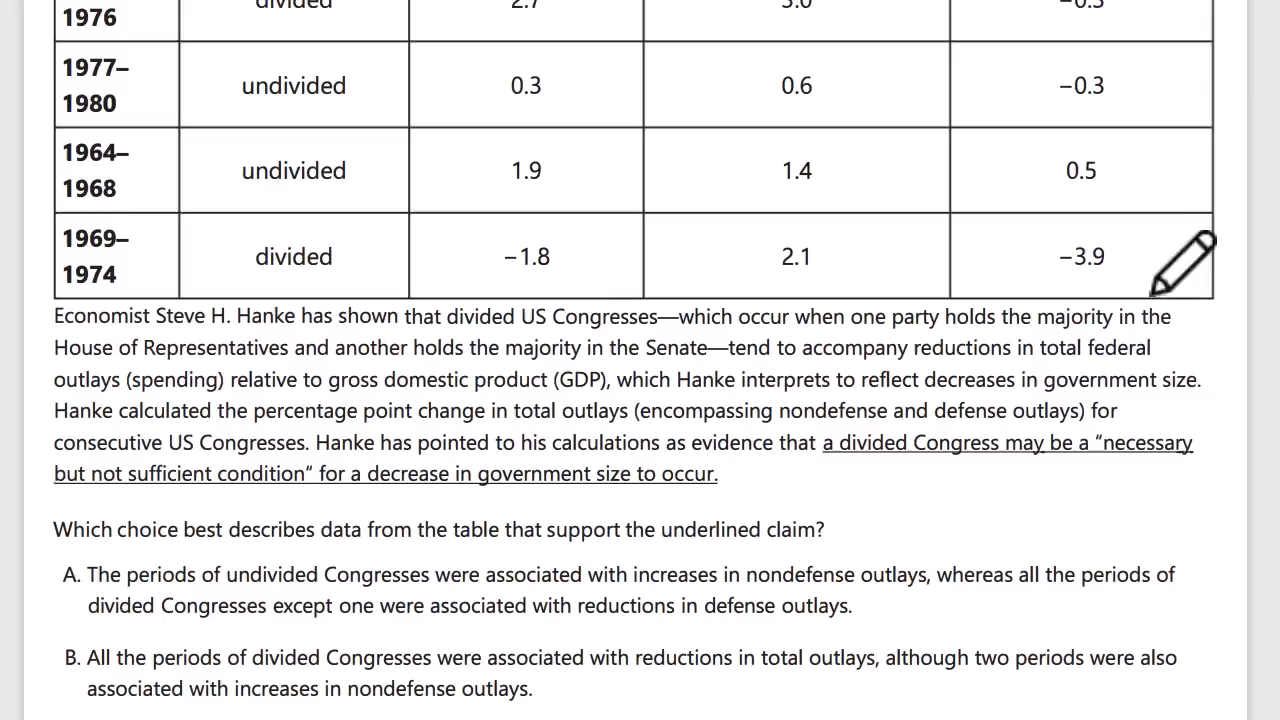 1976 divided 2.7 3.0 −0.3
1977–
1980 undivided 0.3 0.6 −0.3
1964–
1968 undivided 1.9 1.4 0.5
1969–
1974 divided −1.8 2.1 −3.9
Economist Steve H. Hanke has shown that divided US Congresses—which occur when one party holds the majority in the
House of Representatives and another holds the majority in the Senate—tend to accompany reductions in total federal
outlays (spending) relative to gross domestic product (GDP), which Hanke interprets to reflect decreases in government size.
Hanke calculated the percentage point change in total outlays (encompassing nondefense and defense outlays) for
consecutive US Congresses. Hanke has pointed to his calculations as evidence that a divided Congress may be a "necessary
but not sufficient condition" for a decrease in government size to occur.
Which choice best describes data from the table that support the underlined claim?
A. The periods of undivided Congresses were associated with increases in nondefense outlays, whereas all the periods of
divided Congresses except one were associated with reductions in defense outlays.
B. All the periods of divided Congresses were associated with reductions in total outlays, although two periods were also
associated with increases in nondefense outlays.